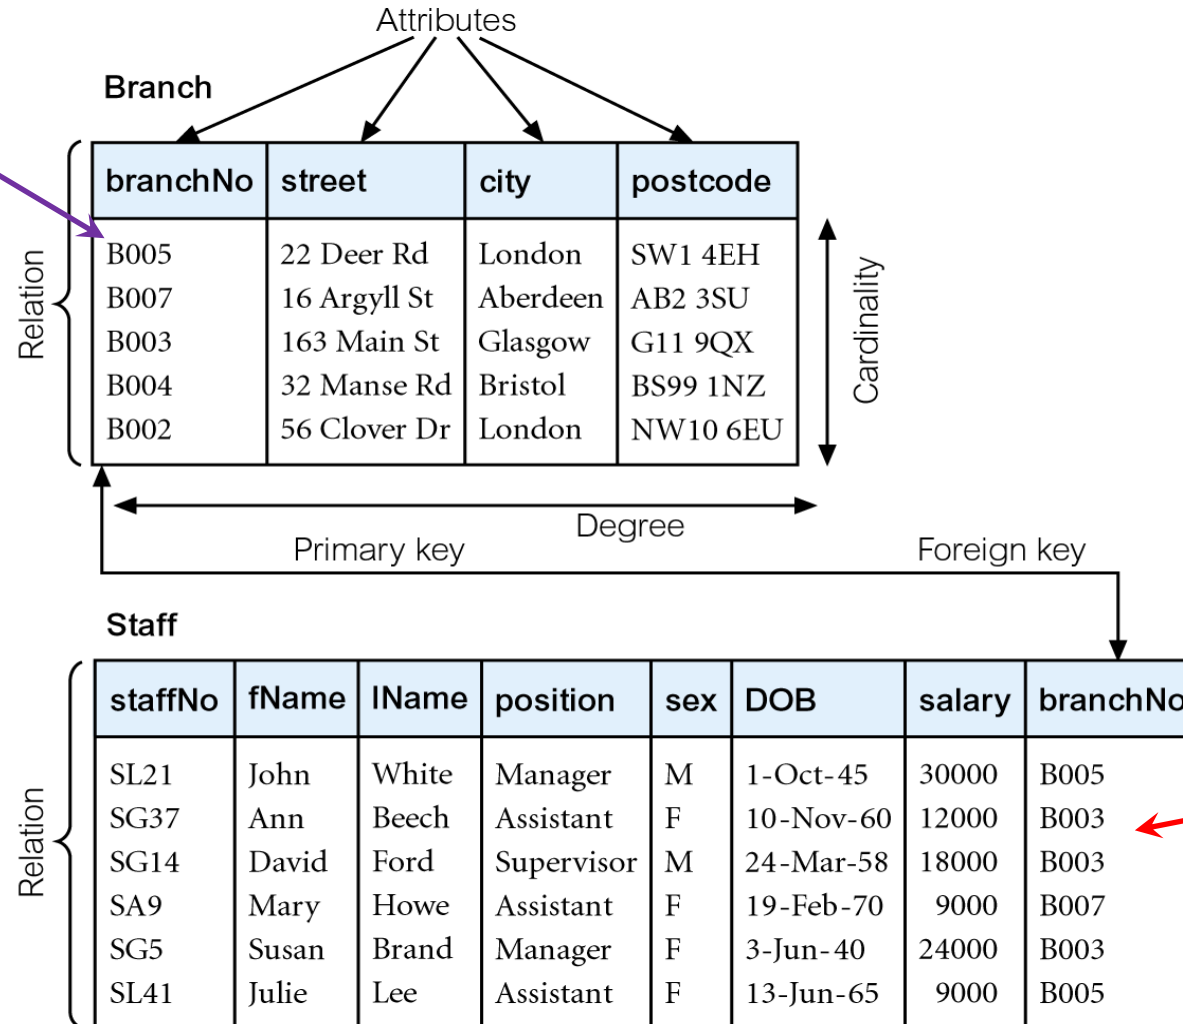 Attributes
Branch
branchNo street city postcode
B005 22 Deer Rd London SW1 4EH
B007 16 Argyll St Aberdeen AB2 3SU
B003 163 Main St Glasgow G11 9QX
B004 32 Manse Rd Bristol BS99 1NZ
B002 56 Clover Dr London NW10 6EU
Relation
Cardinality
Degree
Primary key
Foreign key
Staff
staffNo fName lName position sex DOB salary branchNo
SL21 John White Manager M 1-Oct-45 30000 B005
SG37 Ann Beech Assistant F 10-Nov-60 12000 B003
SG14 David Ford Supervisor M 24-Mar-58 18000 B003
SA9 Mary Howe Assistant F 19-Feb-70 9000 B007
SG5 Susan Brand Manager F 3-Jun-40 24000 B003
SL41 Julie Lee Assistant F 13-Jun-65 9000 B005
Relation